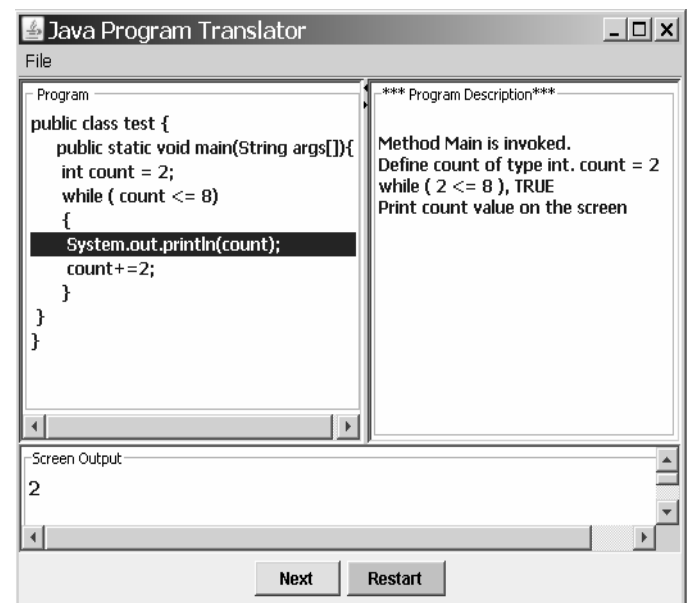 Java Program Translator
File
Program
public class test {
public static void main(String args[]){
int count = 2;
while ( count <= 8)
{
System.out.println(count);
count+=2;
}
}
}
*** Program Description***
Method Main is invoked.
Define count of type int. count = 2
while ( 2 <= 8 ), TRUE
Print count value on the screen
Screen Output
2
Next
Restart